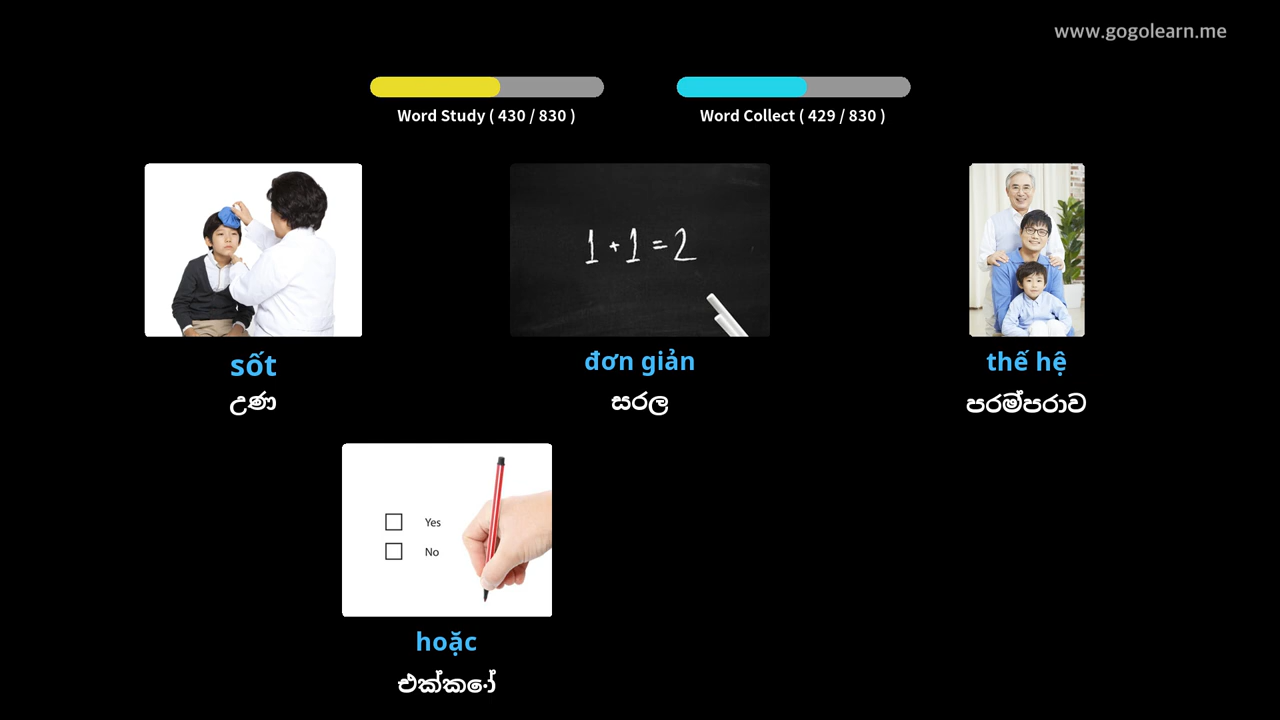 www.gogolearn.me
Word Study ( 430 / 830 )
Word Collect ( 429 / 830 )
1 + 1 = 2
sốt
đơn giản
thế hệ
උණ
සරල
පරම්පරාව
Yes
No
hoặc
එක්කෝ